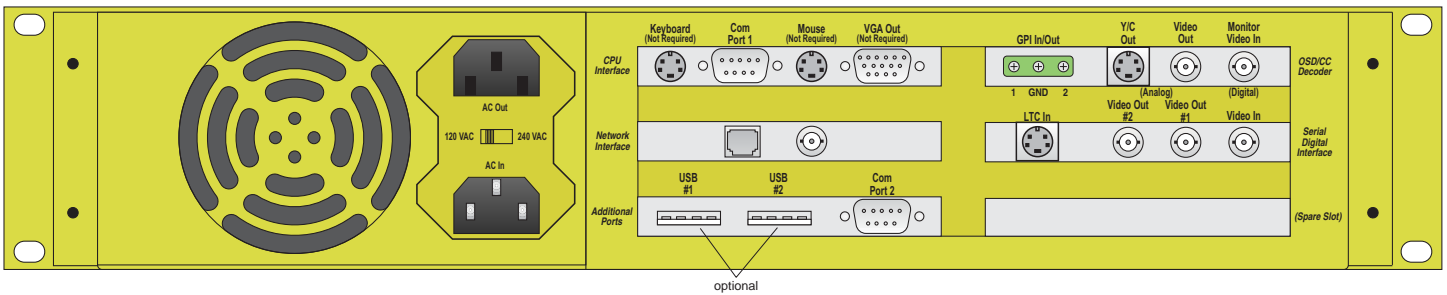 AC Out
120 VAC
240 VAC
AC In
CPU
Interface
Keyboard
(Not Required)
Com
Port 1
Mouse
(Not Required)
VGA Out
(Not Required)
Network
Interface
Additional
Ports
USB
#1
USB
#2
Com
Port 2
optional
GPI In/Out
1 GND 2
Y/C
Out
Video
Out
Monitor
Video In
(Analog)
(Digital)
OSD/CC
Decoder
LTC In
Video Out
#2
Video Out
#1
Video In
Serial
Digital
Interface
(Spare Slot)